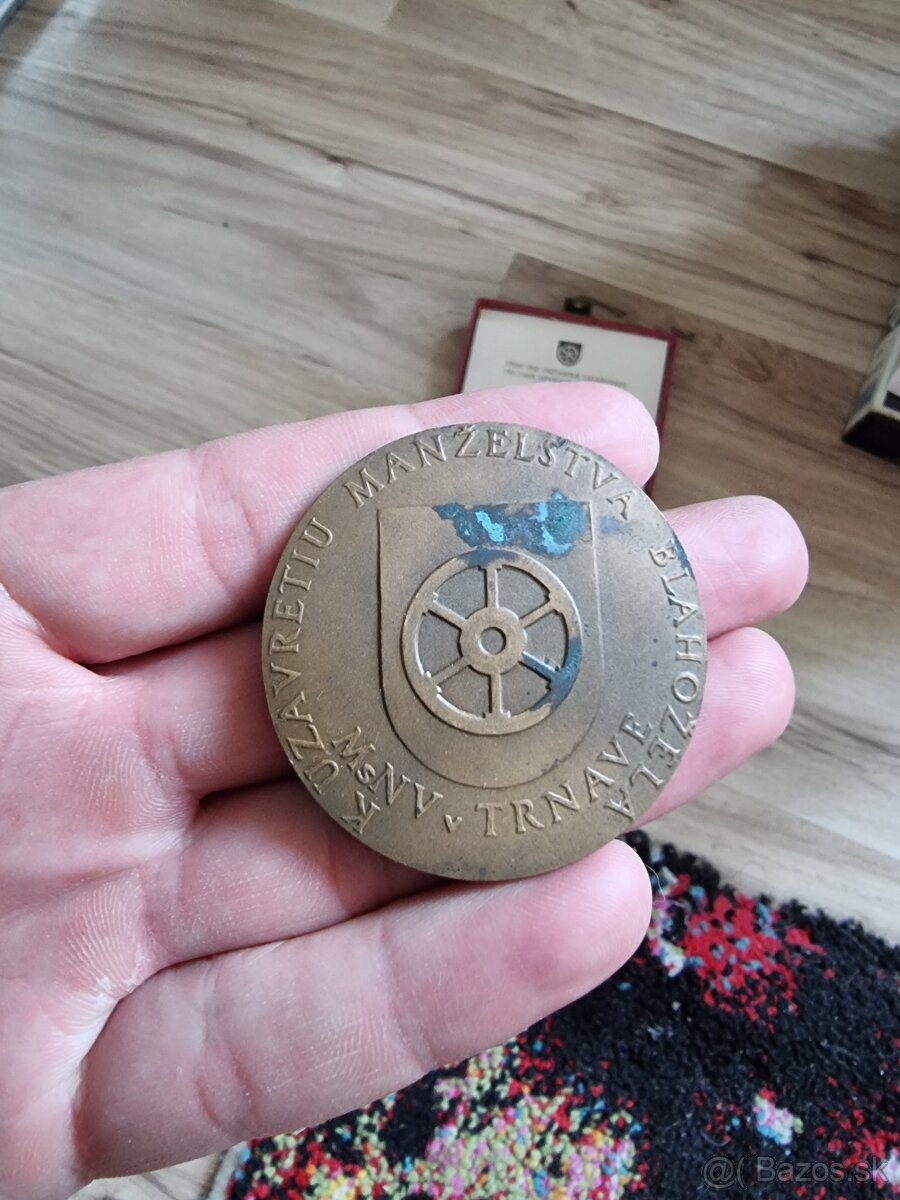 K UZAVRETIU MANŽELSTVA BLAHOŽELÁ
MsNV v TRNAVE
@( Bazos.sk